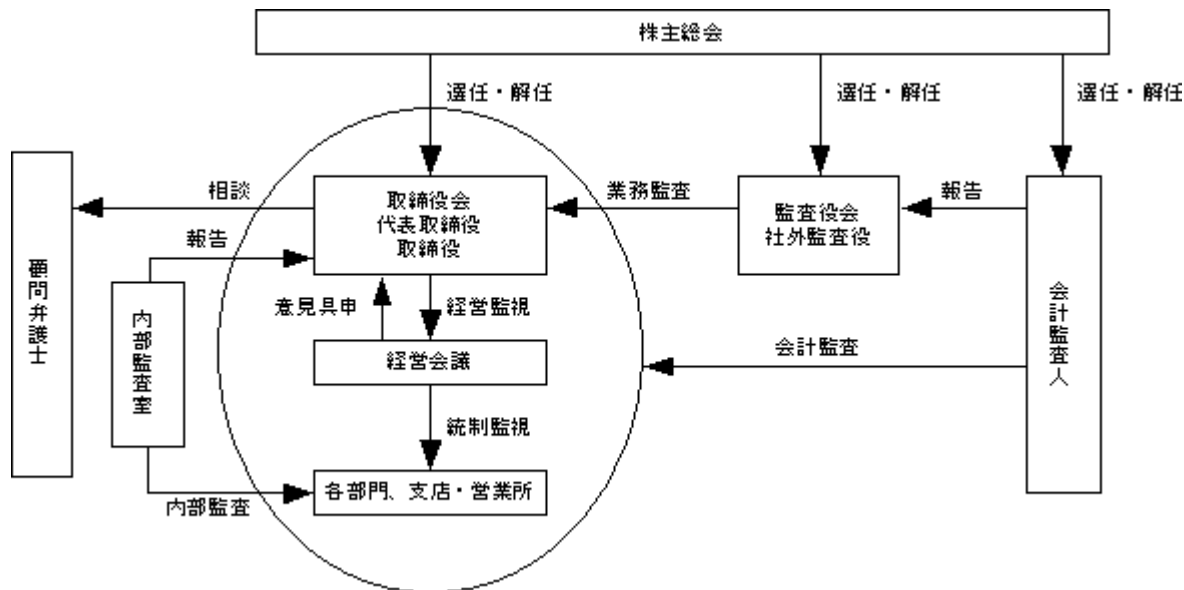 株主総会
選任・解任
選任・解任
選任・解任
相談
取締役会
代表取締役
取締役
業務監査
監査役会
社外監査役
報告
報告
顧問弁護士
内部監査室
会計監査人
意見具申
経営監視
経営会議
会計監査
統制監視
各部門、支店・営業所
内部監査